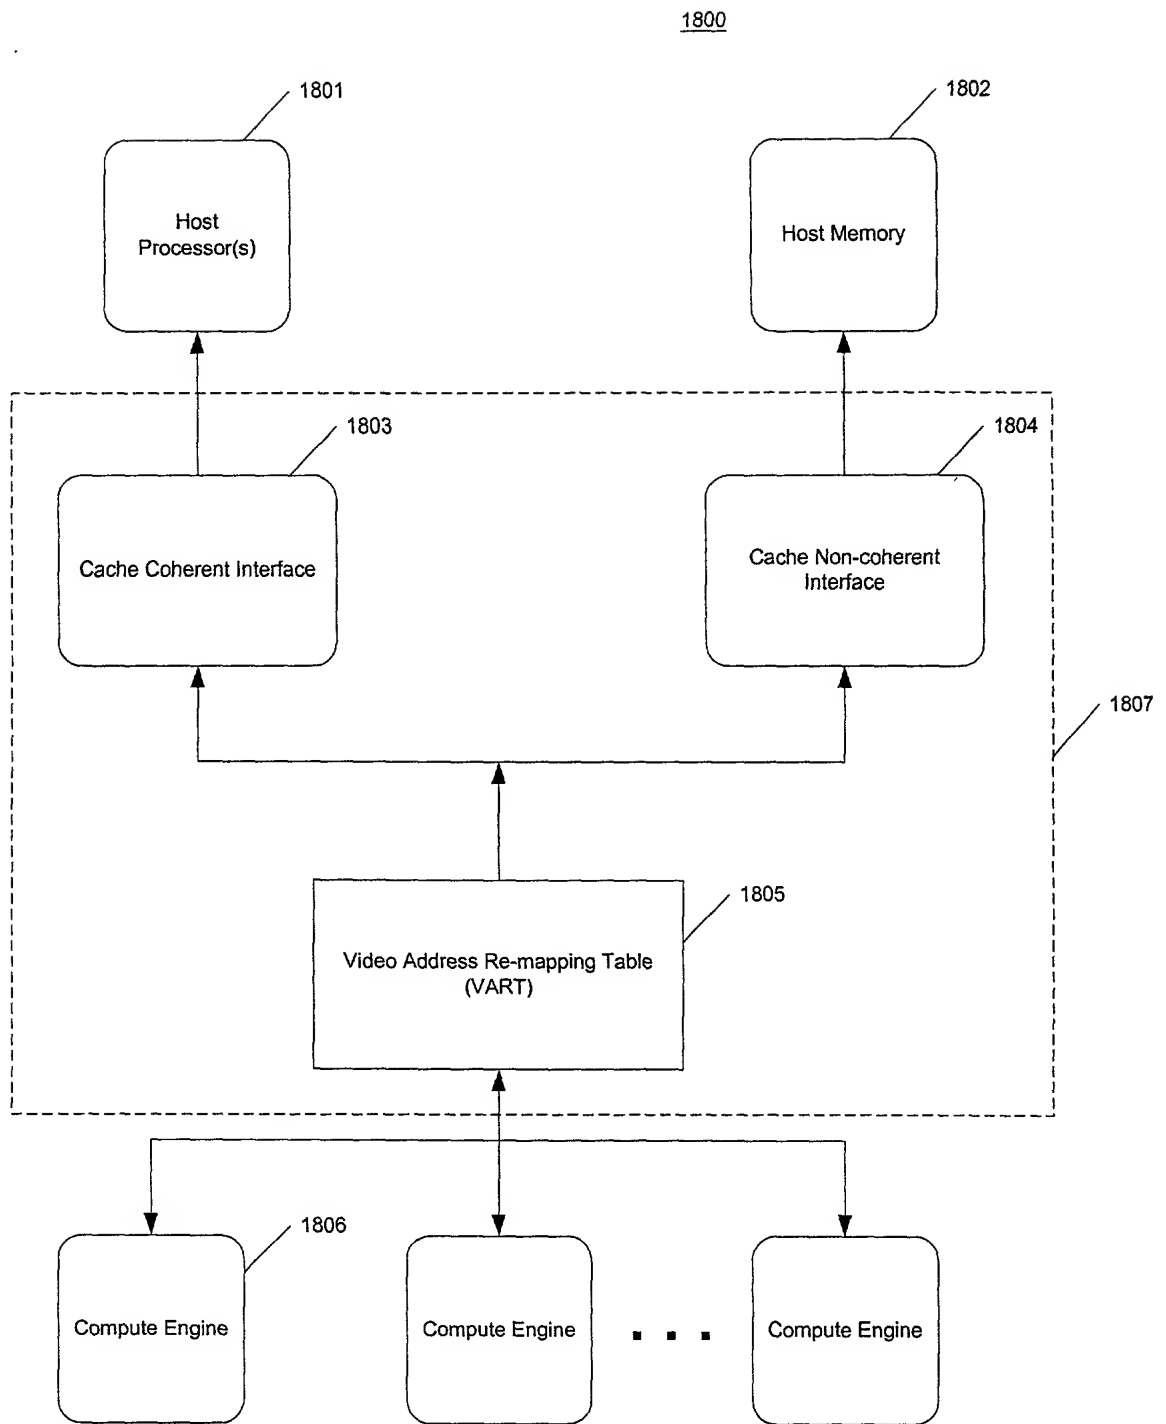 1800
1801
1802
Host
Processor(s)
Host Memory
1803
1804
Cache Coherent Interface
Cache Non-coherent
Interface
1807
1805
Video Address Re-mapping Table
(VART)
1806
Compute Engine
Compute Engine
. . .
Compute Engine